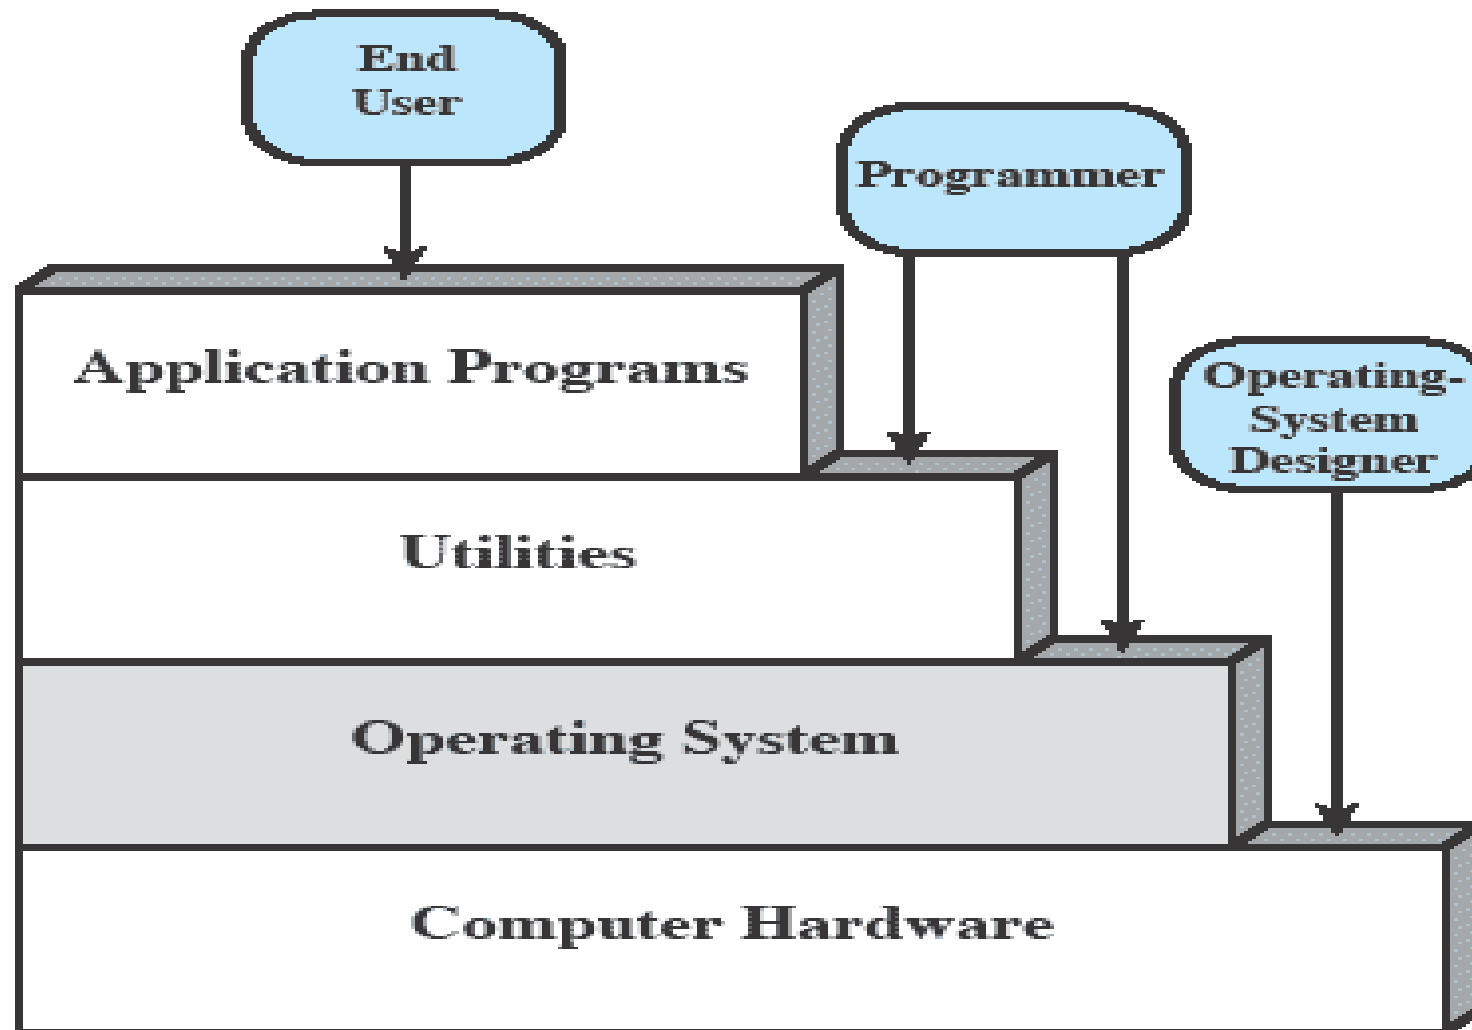 End
User
Programmer
Application Programs
Operating-
System
Designer
Utilities
Operating System
Computer Hardware